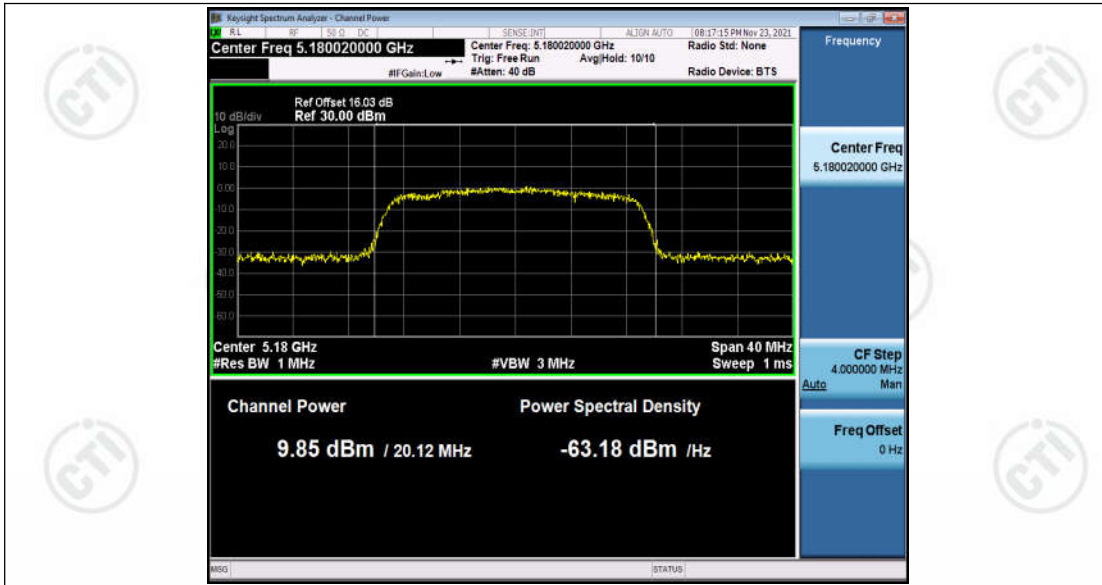 Keysight Spectrum Analyzer - Channel Power
RL RF 50 Ω DC SENSE:INT ALIGN AUTO 08:17:15 PM Nov 23, 2021
Center Freq 5.180020000 GHz
Center Freq: 5.180020000 GHz
Radio Std: None
Trig: Free Run Avg|Hold: 10/10
#IFGain:Low
#Atten: 40 dB
Radio Device: BTS
Ref Offset 16.03 dB
10 dB/div Ref 30.00 dBm
Log
20.0
10.0
0.00
-10.0
-20.0
-30.0
-40.0
-50.0
-60.0
Center 5.18 GHz
Span 40 MHz
#Res BW 1 MHz
#VBW 3 MHz
Sweep 1 ms
Channel Power
Power Spectral Density
9.85 dBm / 20.12 MHz
-63.18 dBm /Hz
MSG
STATUS
Frequency
Center Freq
5.180020000 GHz
CF Step
4.000000 MHz
Auto Man
Freq Offset
0 Hz
CTI
CTI
CTI
CTI